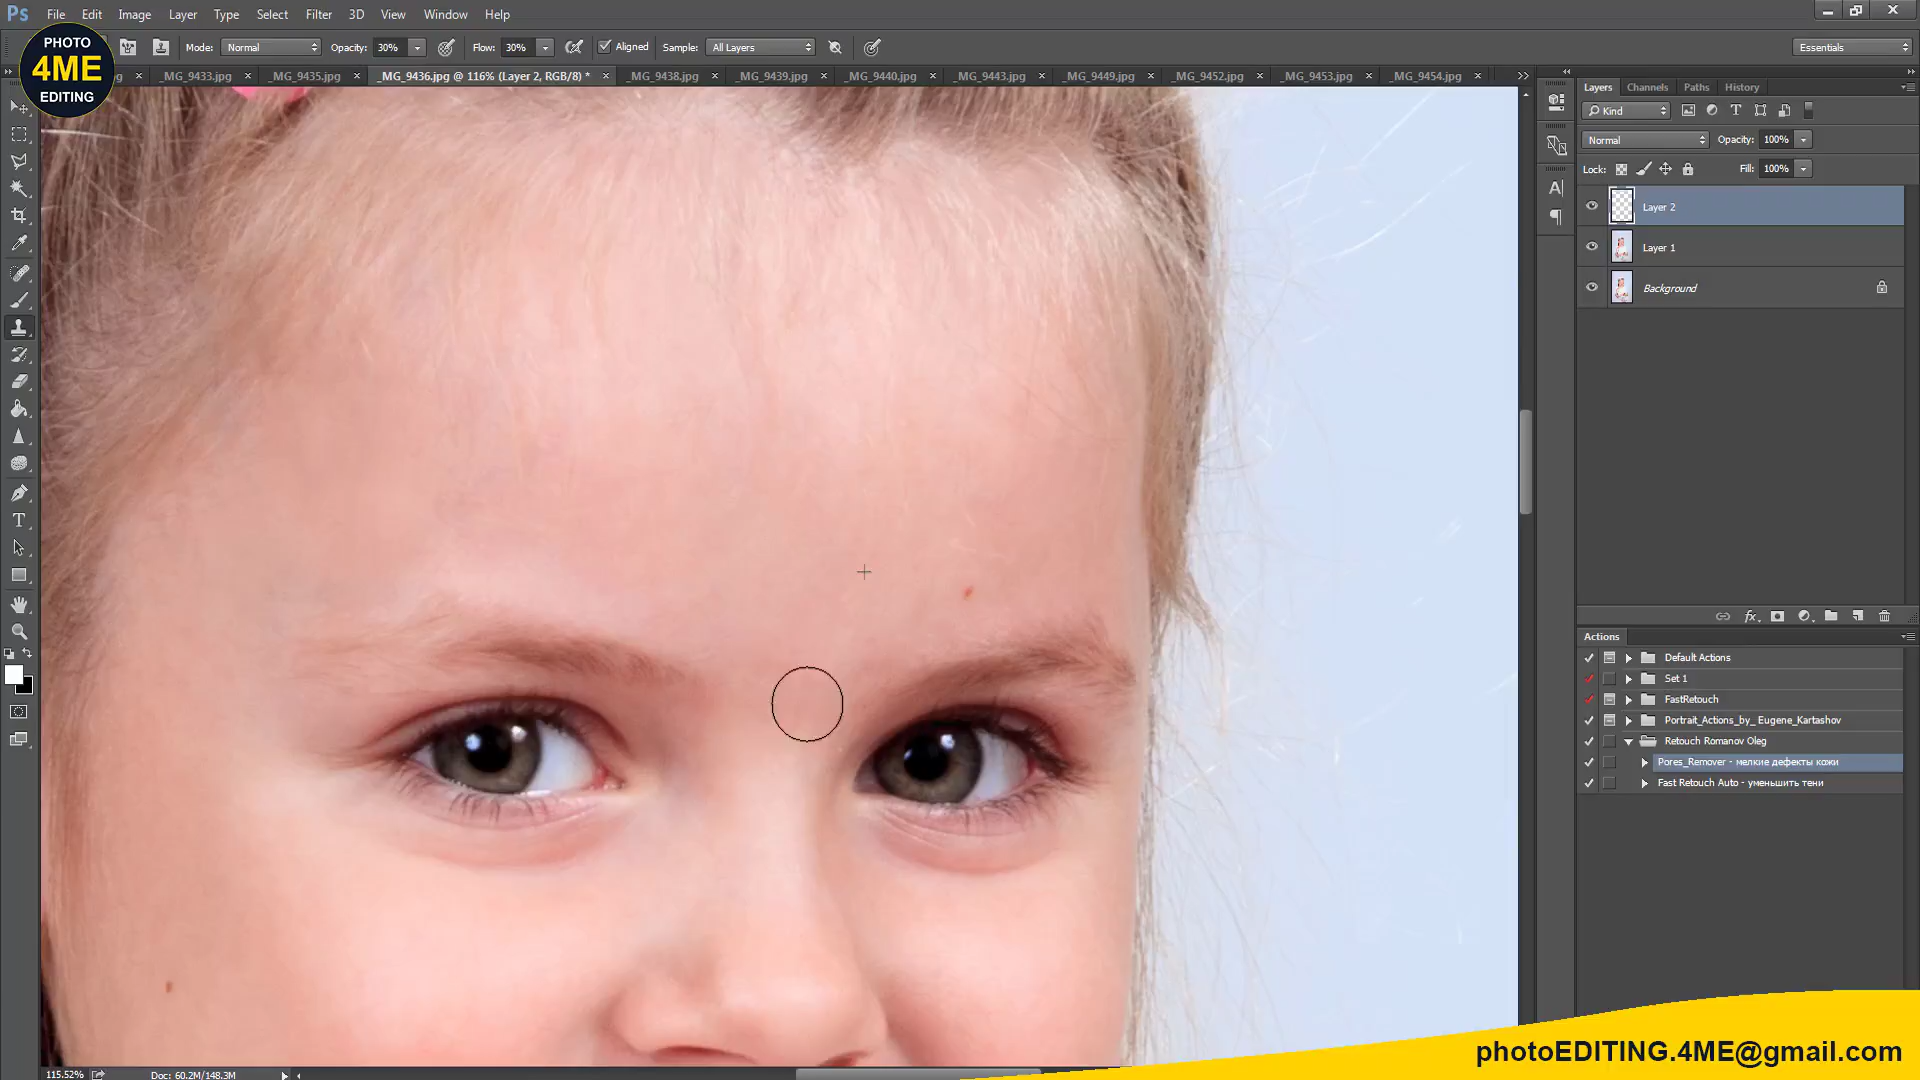 Ps File Edit Image Layer Type Select Filter 3D View Window Help
PHOTO
4ME
EDITING
Mode: Normal Opacity: 30% Flow: 30% Aligned Sample: All Layers Essentials
_MG_9433.jpg × _MG_9435.jpg × _MG_9436.jpg @ 116% (Layer 2, RGB/8) * × _MG_9438.jpg × _MG_9439.jpg × _MG_9440.jpg × _MG_9443.jpg × _MG_9449.jpg × _MG_9452.jpg × _MG_9453.jpg × _MG_9454.jpg ×
Layers Channels Paths History
Kind
Normal Opacity: 100%
Lock: Fill: 100%
Layer 2
Layer 1
Background
Actions
Default Actions
Set 1
FastRetouch
Portrait_Actions_by_ Eugene_Kartashov
Retouch Romanov Oleg
Pores_Remover - мелкие дефекты кожи
Fast Retouch Auto - уменьшить тени
115.52% Doc: 60.2M/148.3M
photoEDITING.4ME@gmail.com